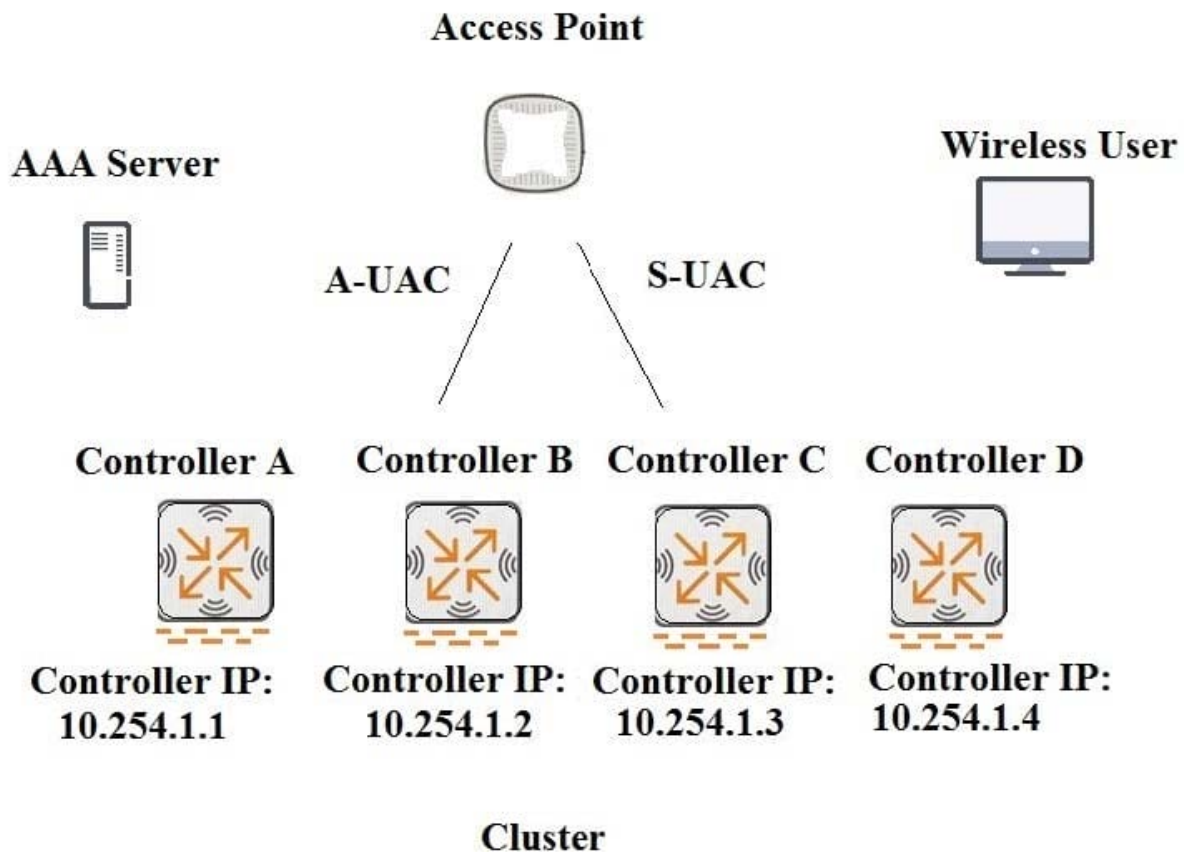 Access Point
AAA Server
Wireless User
A-UAC
S-UAC
Controller A
Controller B
Controller C
Controller D
Controller IP:
10.254.1.1
Controller IP:
10.254.1.2
Controller IP:
10.254.1.3
Controller IP:
10.254.1.4
Cluster